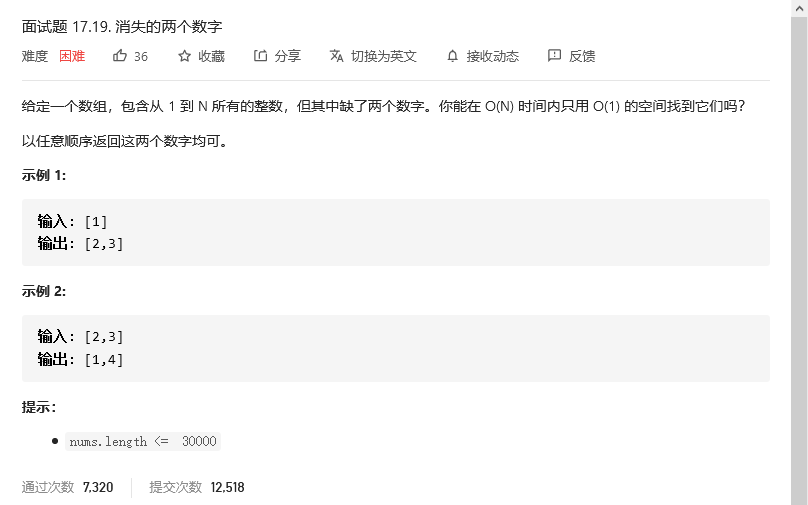 面试题 17.19. 消失的两个数字
难度 困难 36 收藏 分享 切换为英文 接收动态 反馈
给定一个数组，包含从 1 到 N 所有的整数，但其中缺了两个数字。你能在 O(N) 时间内只用 O(1) 的空间找到它们吗？
以任意顺序返回这两个数字均可。
示例 1:
输入: [1]
输出: [2,3]
示例 2:
输入: [2,3]
输出: [1,4]
提示：
• nums.length <= 30000
通过次数 7,320 提交次数 12,518